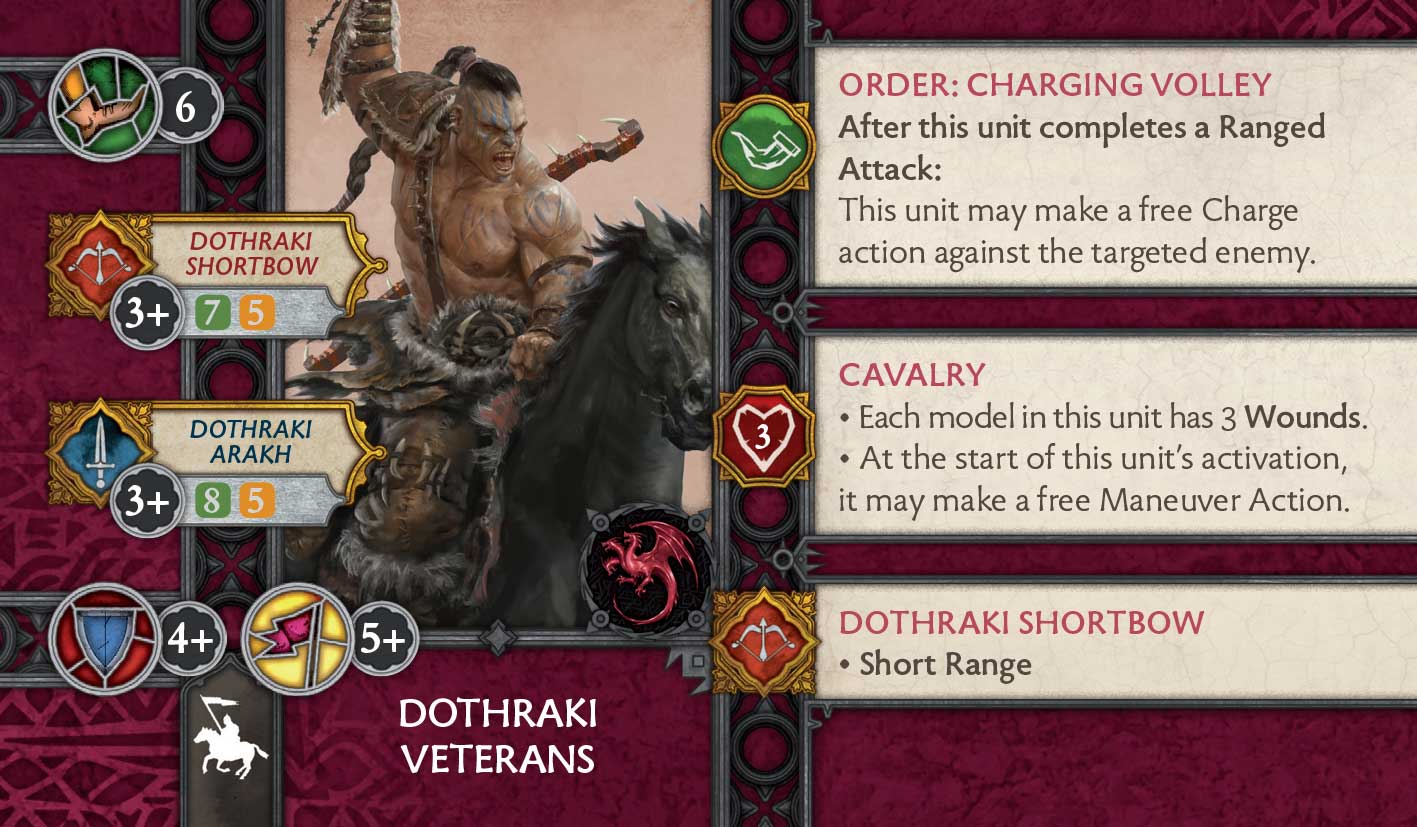 6
DOTHRAKI
SHORTBOW
3+ 7 5
DOTHRAKI
ARAKH
3+ 8 5
4+ 5+
DOTHRAKI
VETERANS
ORDER: CHARGING VOLLEY
After this unit completes a Ranged
Attack:
This unit may make a free Charge
action against the targeted enemy.
3
CAVALRY
• Each model in this unit has 3 Wounds.
• At the start of this unit's activation,
it may make a free Maneuver Action.
DOTHRAKI SHORTBOW
• Short Range